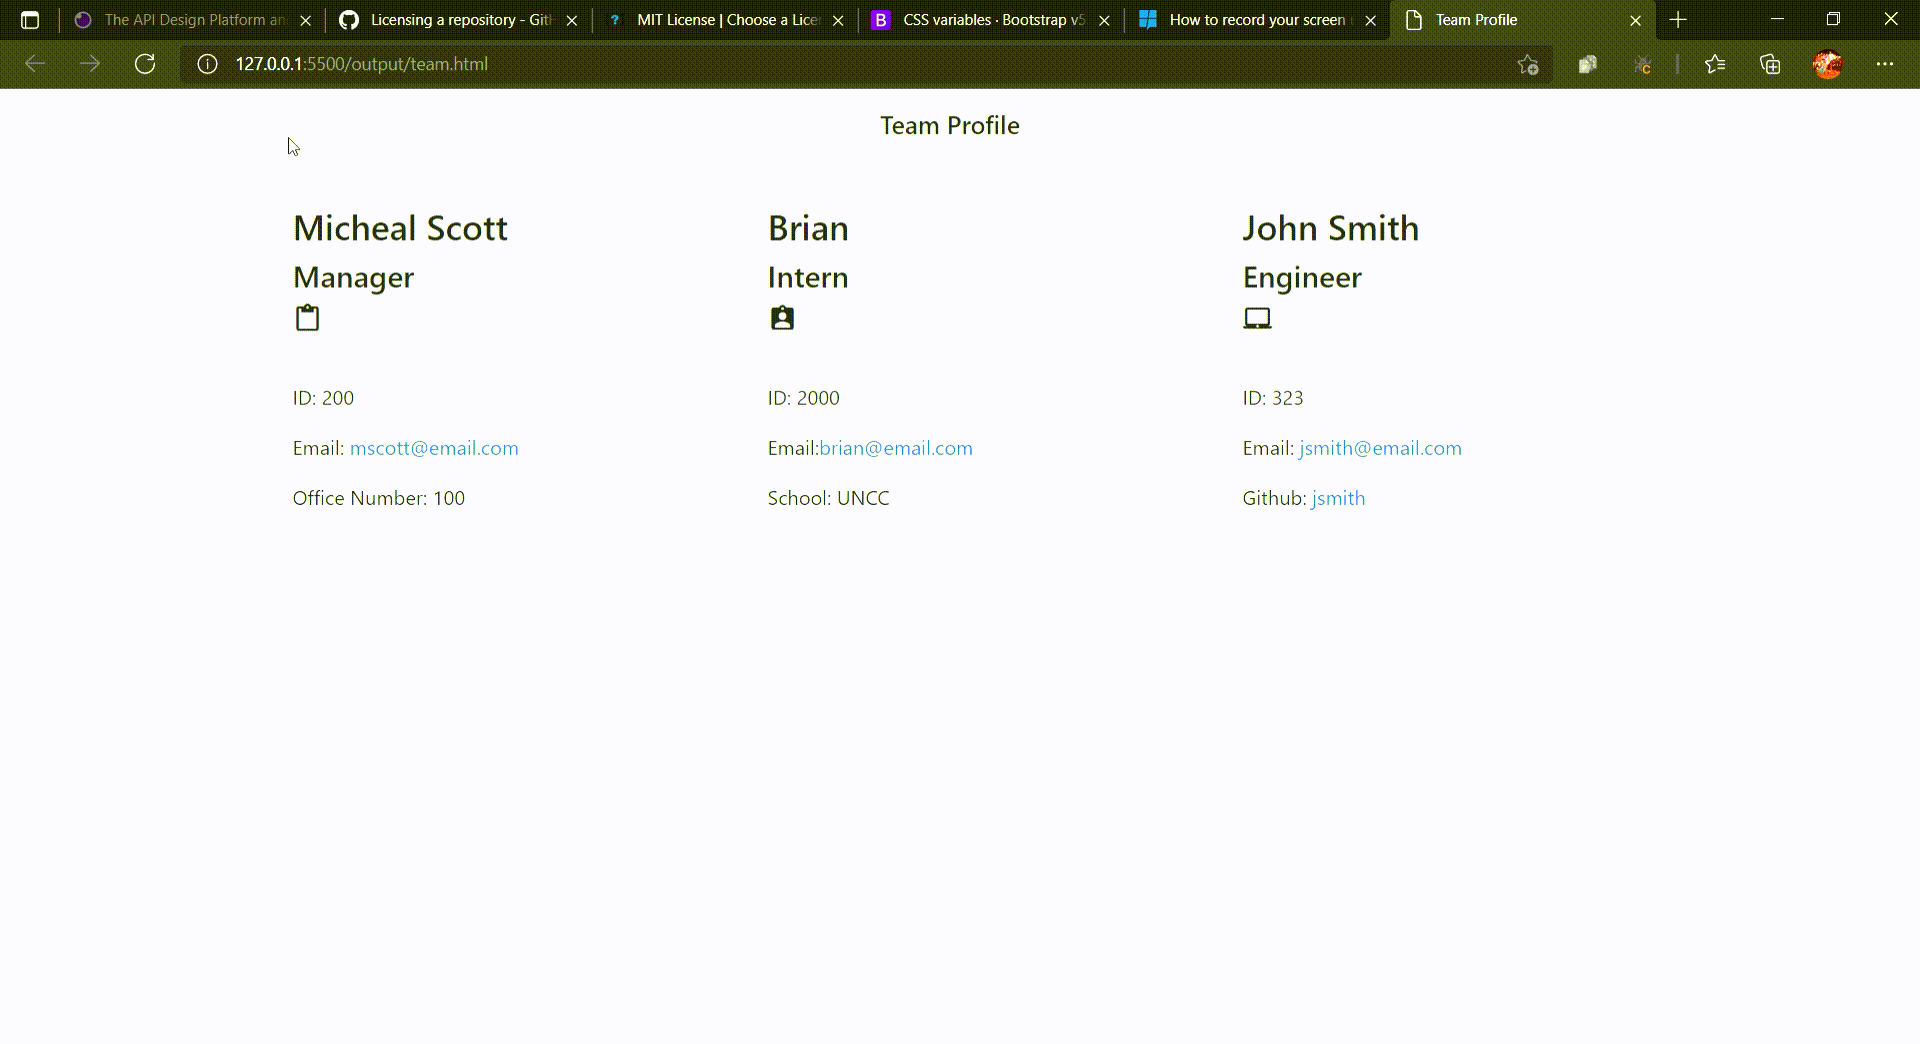 The API Design Platform an
Licensing a repository - Git
MIT License | Choose a Lice
B
CSS variables · Bootstrap v5
How to record your screen
Team Profile
127.0.0.1:5500/output/team.html
Team Profile
Micheal Scott
Manager
ID: 200
Email: mscott@email.com
Office Number: 100
Brian
Intern
ID: 2000
Email:brian@email.com
School: UNCC
John Smith
Engineer
ID: 323
Email: jsmith@email.com
Github: jsmith